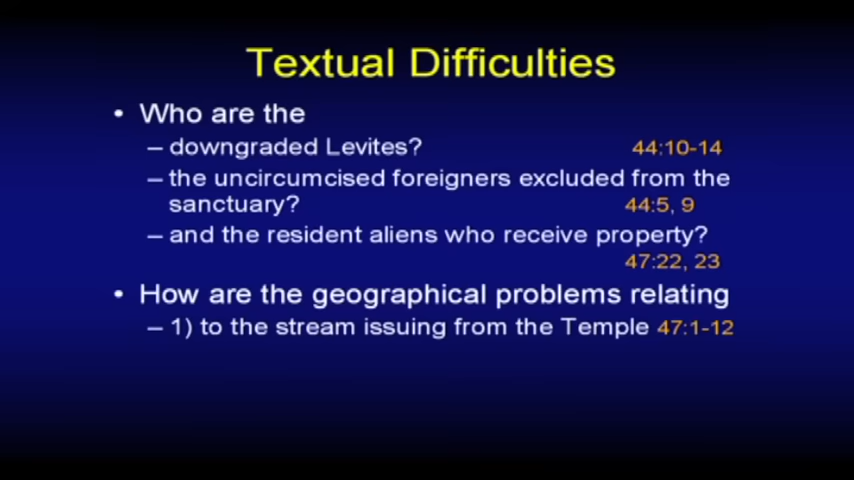 Textual Difficulties
• Who are the
– downgraded Levites? 44:10-14
– the uncircumcised foreigners excluded from the
sanctuary? 44:5, 9
– and the resident aliens who receive property?
47:22, 23
• How are the geographical problems relating
– 1) to the stream issuing from the Temple 47:1-12